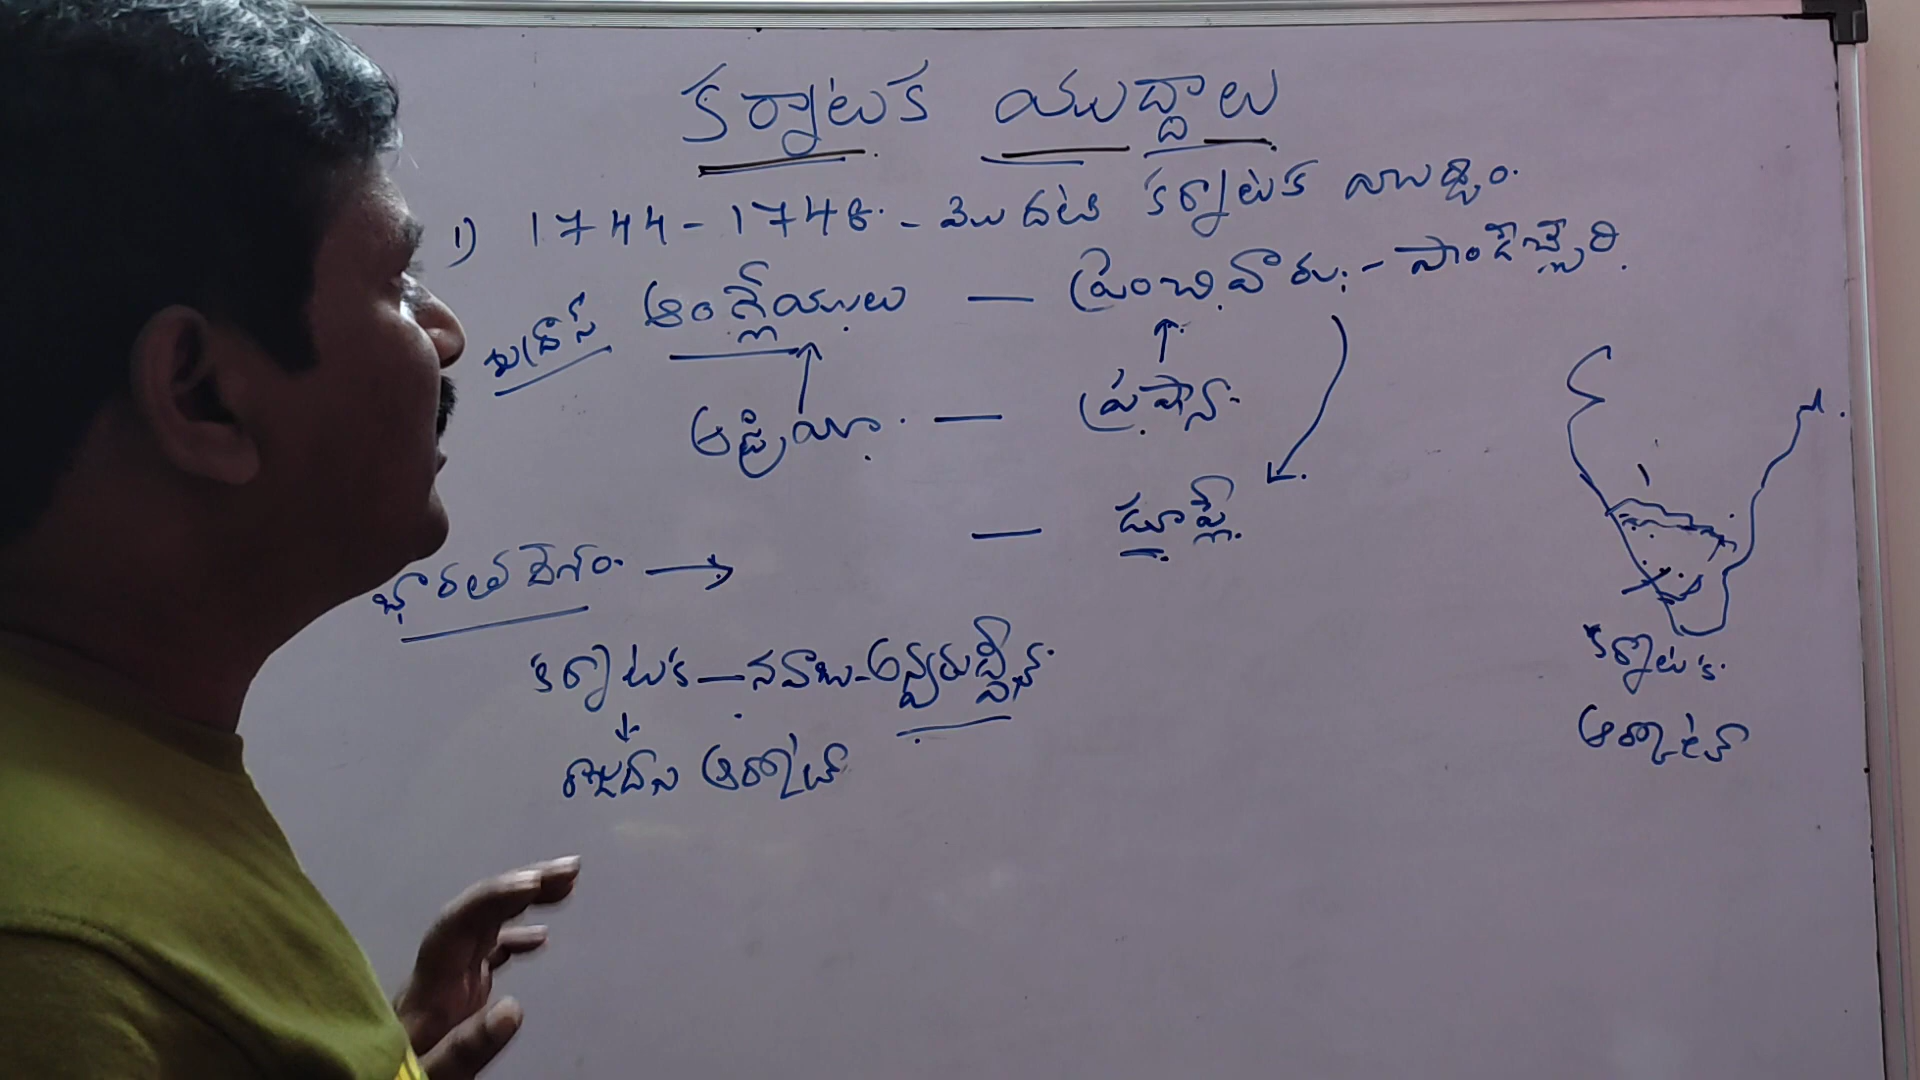 కర్నాటక యుద్ధాలు
1) 1744-1748. - మొదటి కర్నాటక యుద్ధం.
మద్రాస్ ఆంగ్లేయులు — ఫ్రెంచి వారు. - పాండిచ్చేరి.
ఆస్ట్రియా. — ప్రష్యా.
— డూప్లే.
భారతదేశం. →
కర్నాటక — నవాబు - అన్వరుద్దీన్.
రాజధాని ఆర్కాట్
కర్నాటక.
ఆర్కాట్